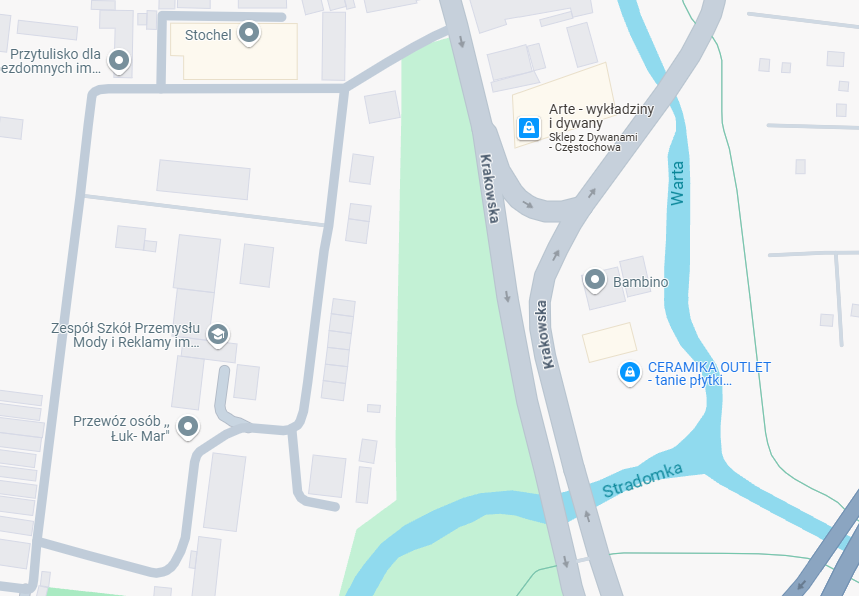 Stochel
Przytulisko dla
ezdomnych im...
Arte - wykładziny
i dywany
Sklep z Dywanami
- Częstochowa
Krakowska
Warta
Bambino
Krakowska
Zespół Szkół Przemysłu
Mody i Reklamy im...
CERAMIKA OUTLET
- tanie płytki...
Przewóz osób ,,
Łuk- Mar"
Stradomka